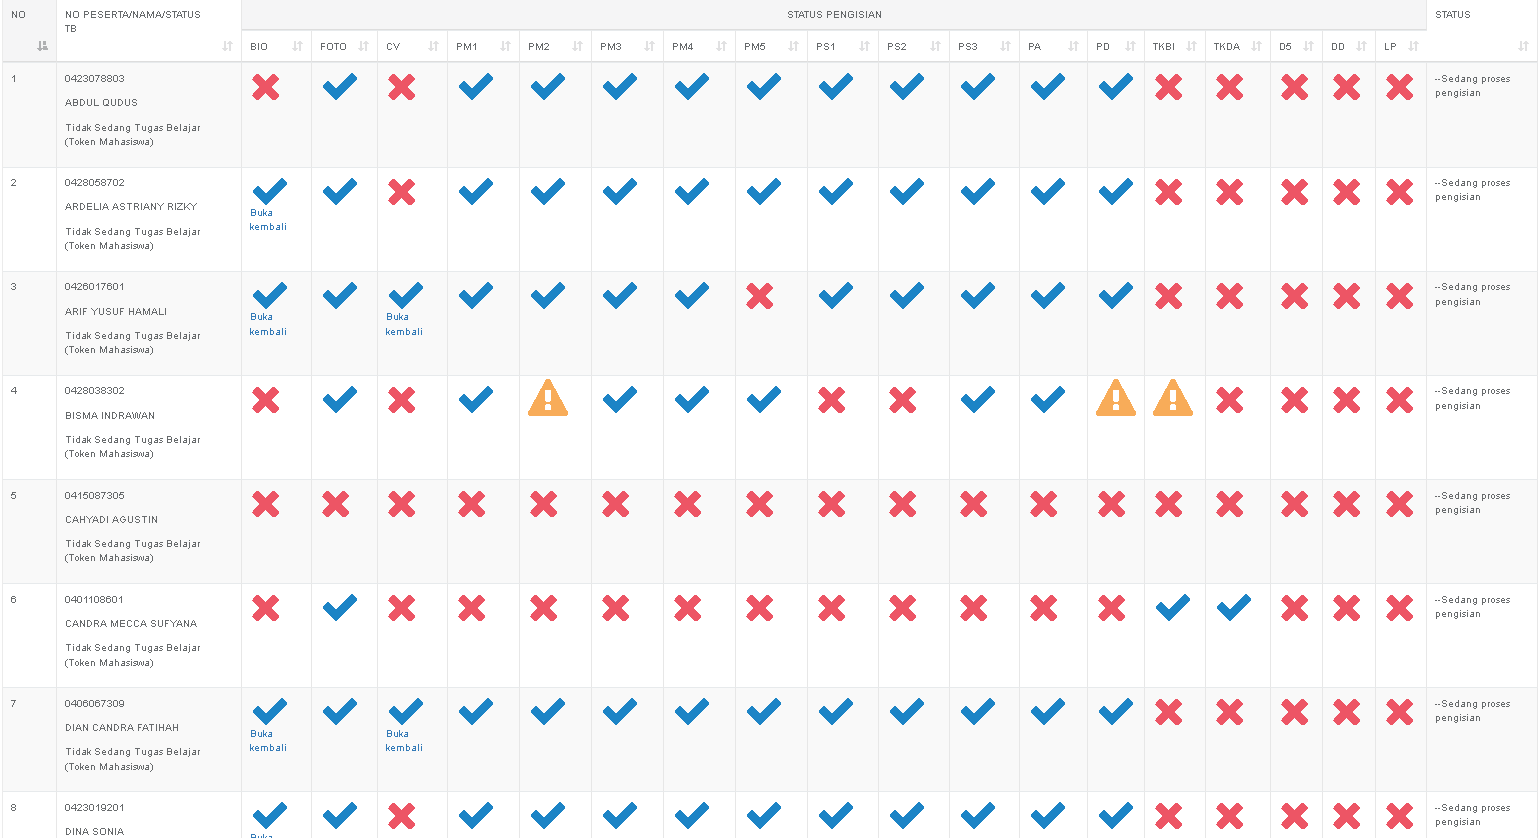 NO
NO PESERTA/NAMA/STATUS
TB
STATUS PENGISIAN
STATUS
BIO
FOTO
CV
PM1
PM2
PM3
PM4
PM5
PS1
PS2
PS3
PA
PD
TKBI
TKDA
D5
DD
LP
1
0423078803
ABDUL QUDUS
Tidak Sedang Tugas Belajar
(Token Mahasiswa)
--Sedang proses
pengisian
2
0428058702
ARDELIA ASTRIANY RIZKY
Tidak Sedang Tugas Belajar
(Token Mahasiswa)
Buka
kembali
--Sedang proses
pengisian
3
0426017601
ARIF YUSUF HAMALI
Tidak Sedang Tugas Belajar
(Token Mahasiswa)
Buka
kembali
Buka
kembali
--Sedang proses
pengisian
4
0428038302
BISMA INDRAWAN
Tidak Sedang Tugas Belajar
(Token Mahasiswa)
--Sedang proses
pengisian
5
0415087305
CAHYADI AGUSTIN
Tidak Sedang Tugas Belajar
(Token Mahasiswa)
--Sedang proses
pengisian
6
0401108601
CANDRA MECCA SUFYANA
Tidak Sedang Tugas Belajar
(Token Mahasiswa)
--Sedang proses
pengisian
7
0406067309
DIAN CANDRA FATIHAH
Tidak Sedang Tugas Belajar
(Token Mahasiswa)
Buka
kembali
Buka
kembali
--Sedang proses
pengisian
8
0423019201
DINA SONIA
Buka
--Sedang proses
pengisian